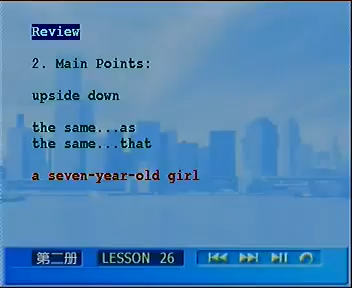 Review
2. Main Points:
upside down
the same...as
the same...that
a seven-year-old girl
第二册 LESSON 26